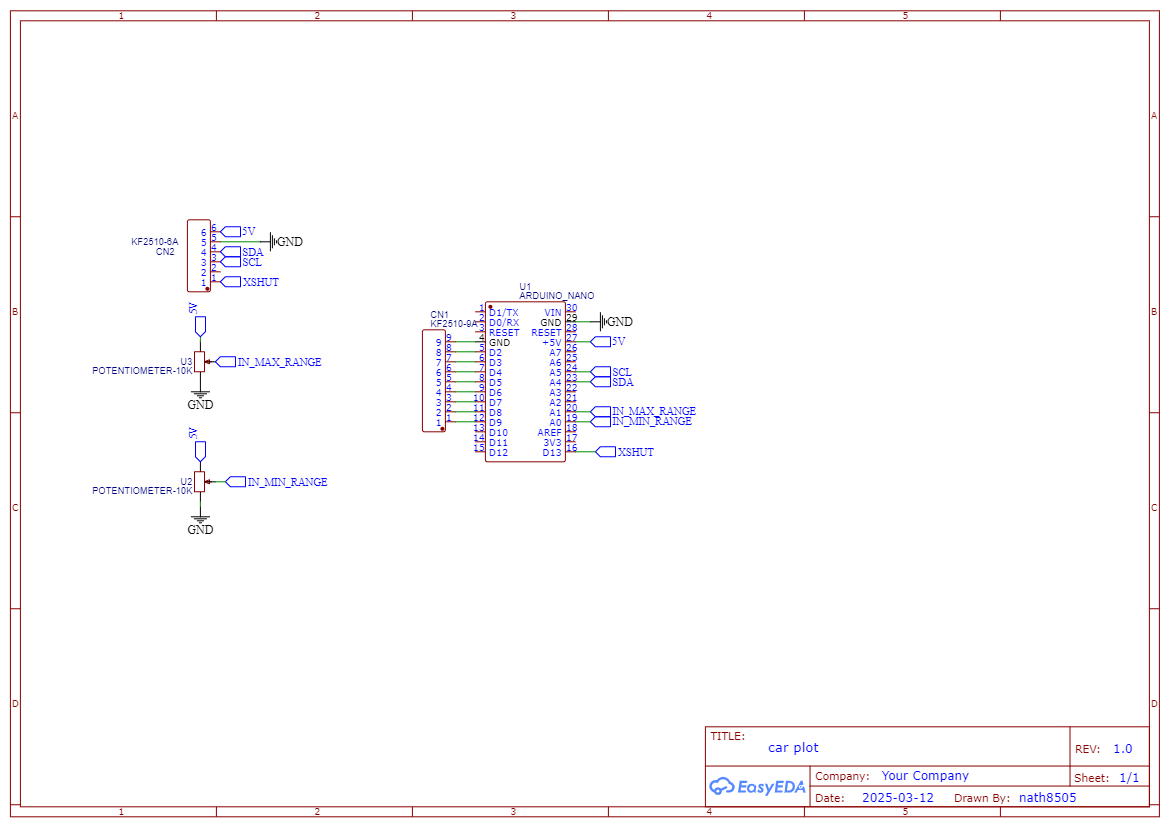 1 2 3 4 5
A A
B B
C C
D D
1 2 3 4 5
KF2510-6A
CN2
6 6 5V
5 5 GND
4 4 SDA
3 3 SCL
2 2
1 1 XSHUT
5V
U3
POTENTIOMETER-10K
IN_MAX_RANGE
GND
5V
U2
POTENTIOMETER-10K
IN_MIN_RANGE
GND
CN1
KF2510-9A
9 9
8 8
7 7
6 6
5 5
4 4
3 3
2 2
1 1
U1
ARDUINO_NANO
1 D1/TX VIN 30
2 D0/RX GND 29 GND
3 RESET RESET 28
4 GND +5V 27 5V
5 D2 A7 26
6 D3 A6 25
7 D4 A5 24 SCL
8 D5 A4 23 SDA
9 D6 A3 22
10 D7 A2 21
11 D8 A1 20 IN_MAX_RANGE
12 D9 A0 19 IN_MIN_RANGE
13 D10 AREF 18
14 D11 3V3 17
15 D12 D13 16 XSHUT
TITLE:
car plot
REV: 1.0
EasyEDA
Company: Your Company
Sheet: 1/1
Date: 2025-03-12 Drawn By: nath8505